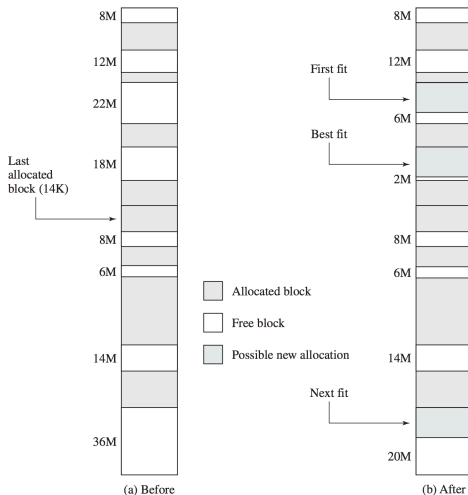 8M
12M
22M
Last
allocated
block (14K)
18M
8M
6M
14M
36M
(a) Before
Allocated block
Free block
Possible new allocation
8M
12M
First fit
6M
Best fit
2M
8M
6M
14M
Next fit
20M
(b) After